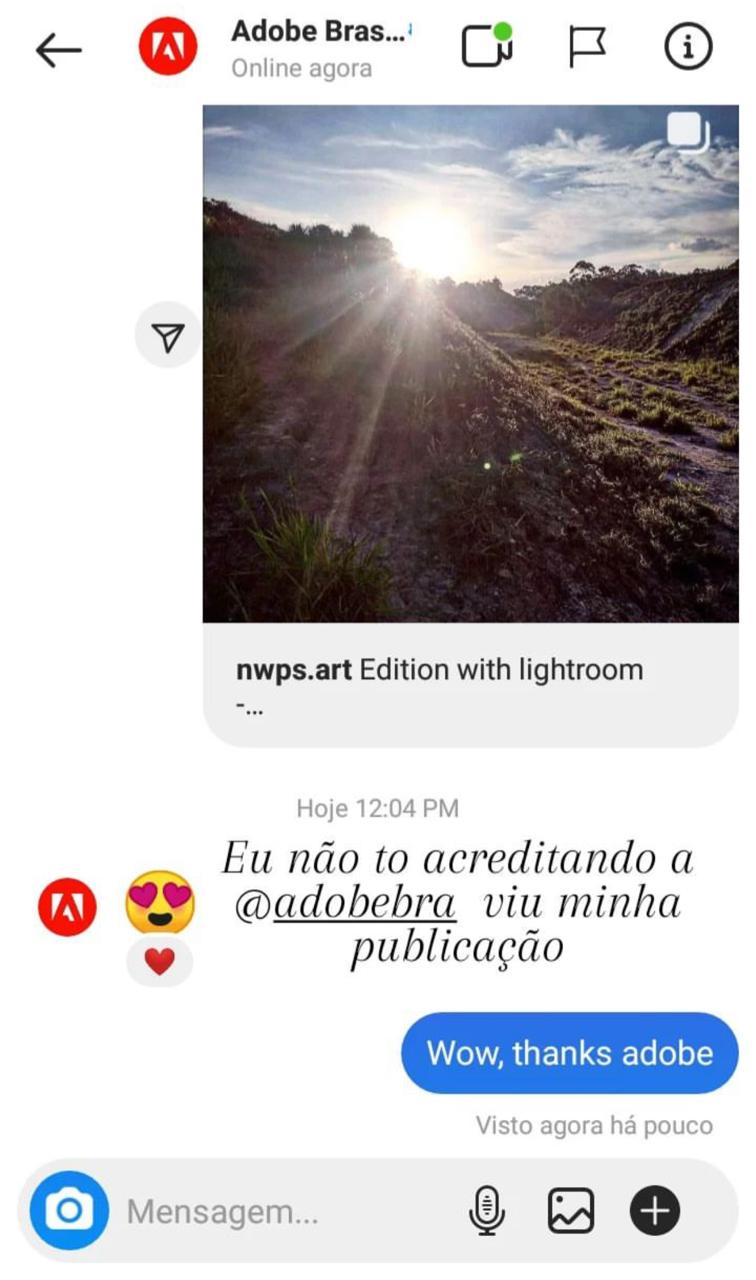 Adobe Bras...
Online agora
nwps.art Edition with lightroom
-...
Hoje 12:04 PM
Eu não to acreditando a
@adobebra viu minha
publicação
Wow, thanks adobe
Visto agora há pouco
Mensagem...